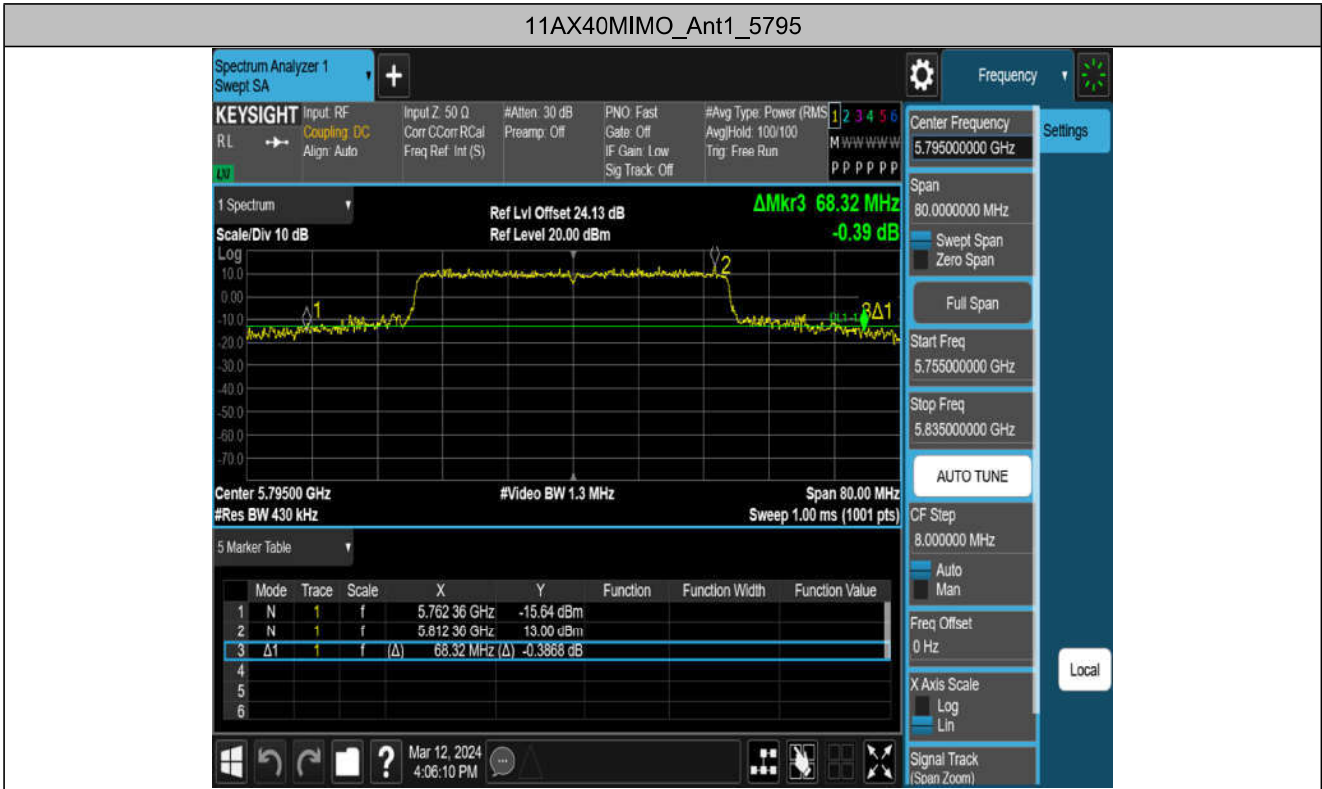 11AX40MIMO_Ant1_5795
Spectrum Analyzer 1
Swept SA
+
Frequency
KEYSIGHT
Input: RF
Coupling: DC
Align: Auto
RL
LXI
Input Z: 50 Ω
Corr CCorr RCal
Freq Ref: Int (S)
#Atten: 30 dB
Preamp: Off
PNO: Fast
Gate: Off
IF Gain: Low
Sig Track: Off
#Avg Type: Power (RMS
Avg|Hold: 100/100
Trig: Free Run
1 2 3 4 5 6
M W W W W W
P P P P P P
Center Frequency
5.795000000 GHz
Settings
1 Spectrum
Scale/Div 10 dB
Ref Lvl Offset 24.13 dB
Ref Level 20.00 dBm
ΔMkr3 68.32 MHz
-0.39 dB
Log
10.0
0.00
-10.0
-20.0
-30.0
-40.0
-50.0
-60.0
-70.0
1
2
3Δ1
Center 5.79500 GHz
#Res BW 430 kHz
#Video BW 1.3 MHz
Span 80.00 MHz
Sweep 1.00 ms (1001 pts)
Span
80.0000000 MHz
Swept Span
Zero Span
Full Span
Start Freq
5.755000000 GHz
Stop Freq
5.835000000 GHz
AUTO TUNE
CF Step
8.000000 MHz
Auto
Man
Freq Offset
0 Hz
X Axis Scale
Log
Lin
Signal Track
(Span Zoom)
Local
5 Marker Table
Mode Trace Scale X Y Function Function Width Function Value
1 N 1 f 5.762 36 GHz -15.64 dBm
2 N 1 f 5.812 36 GHz 13.00 dBm
3 Δ1 1 f (Δ) 68.32 MHz (Δ) -0.3868 dB
4
5
6
?
Mar 12, 2024
4:06:10 PM